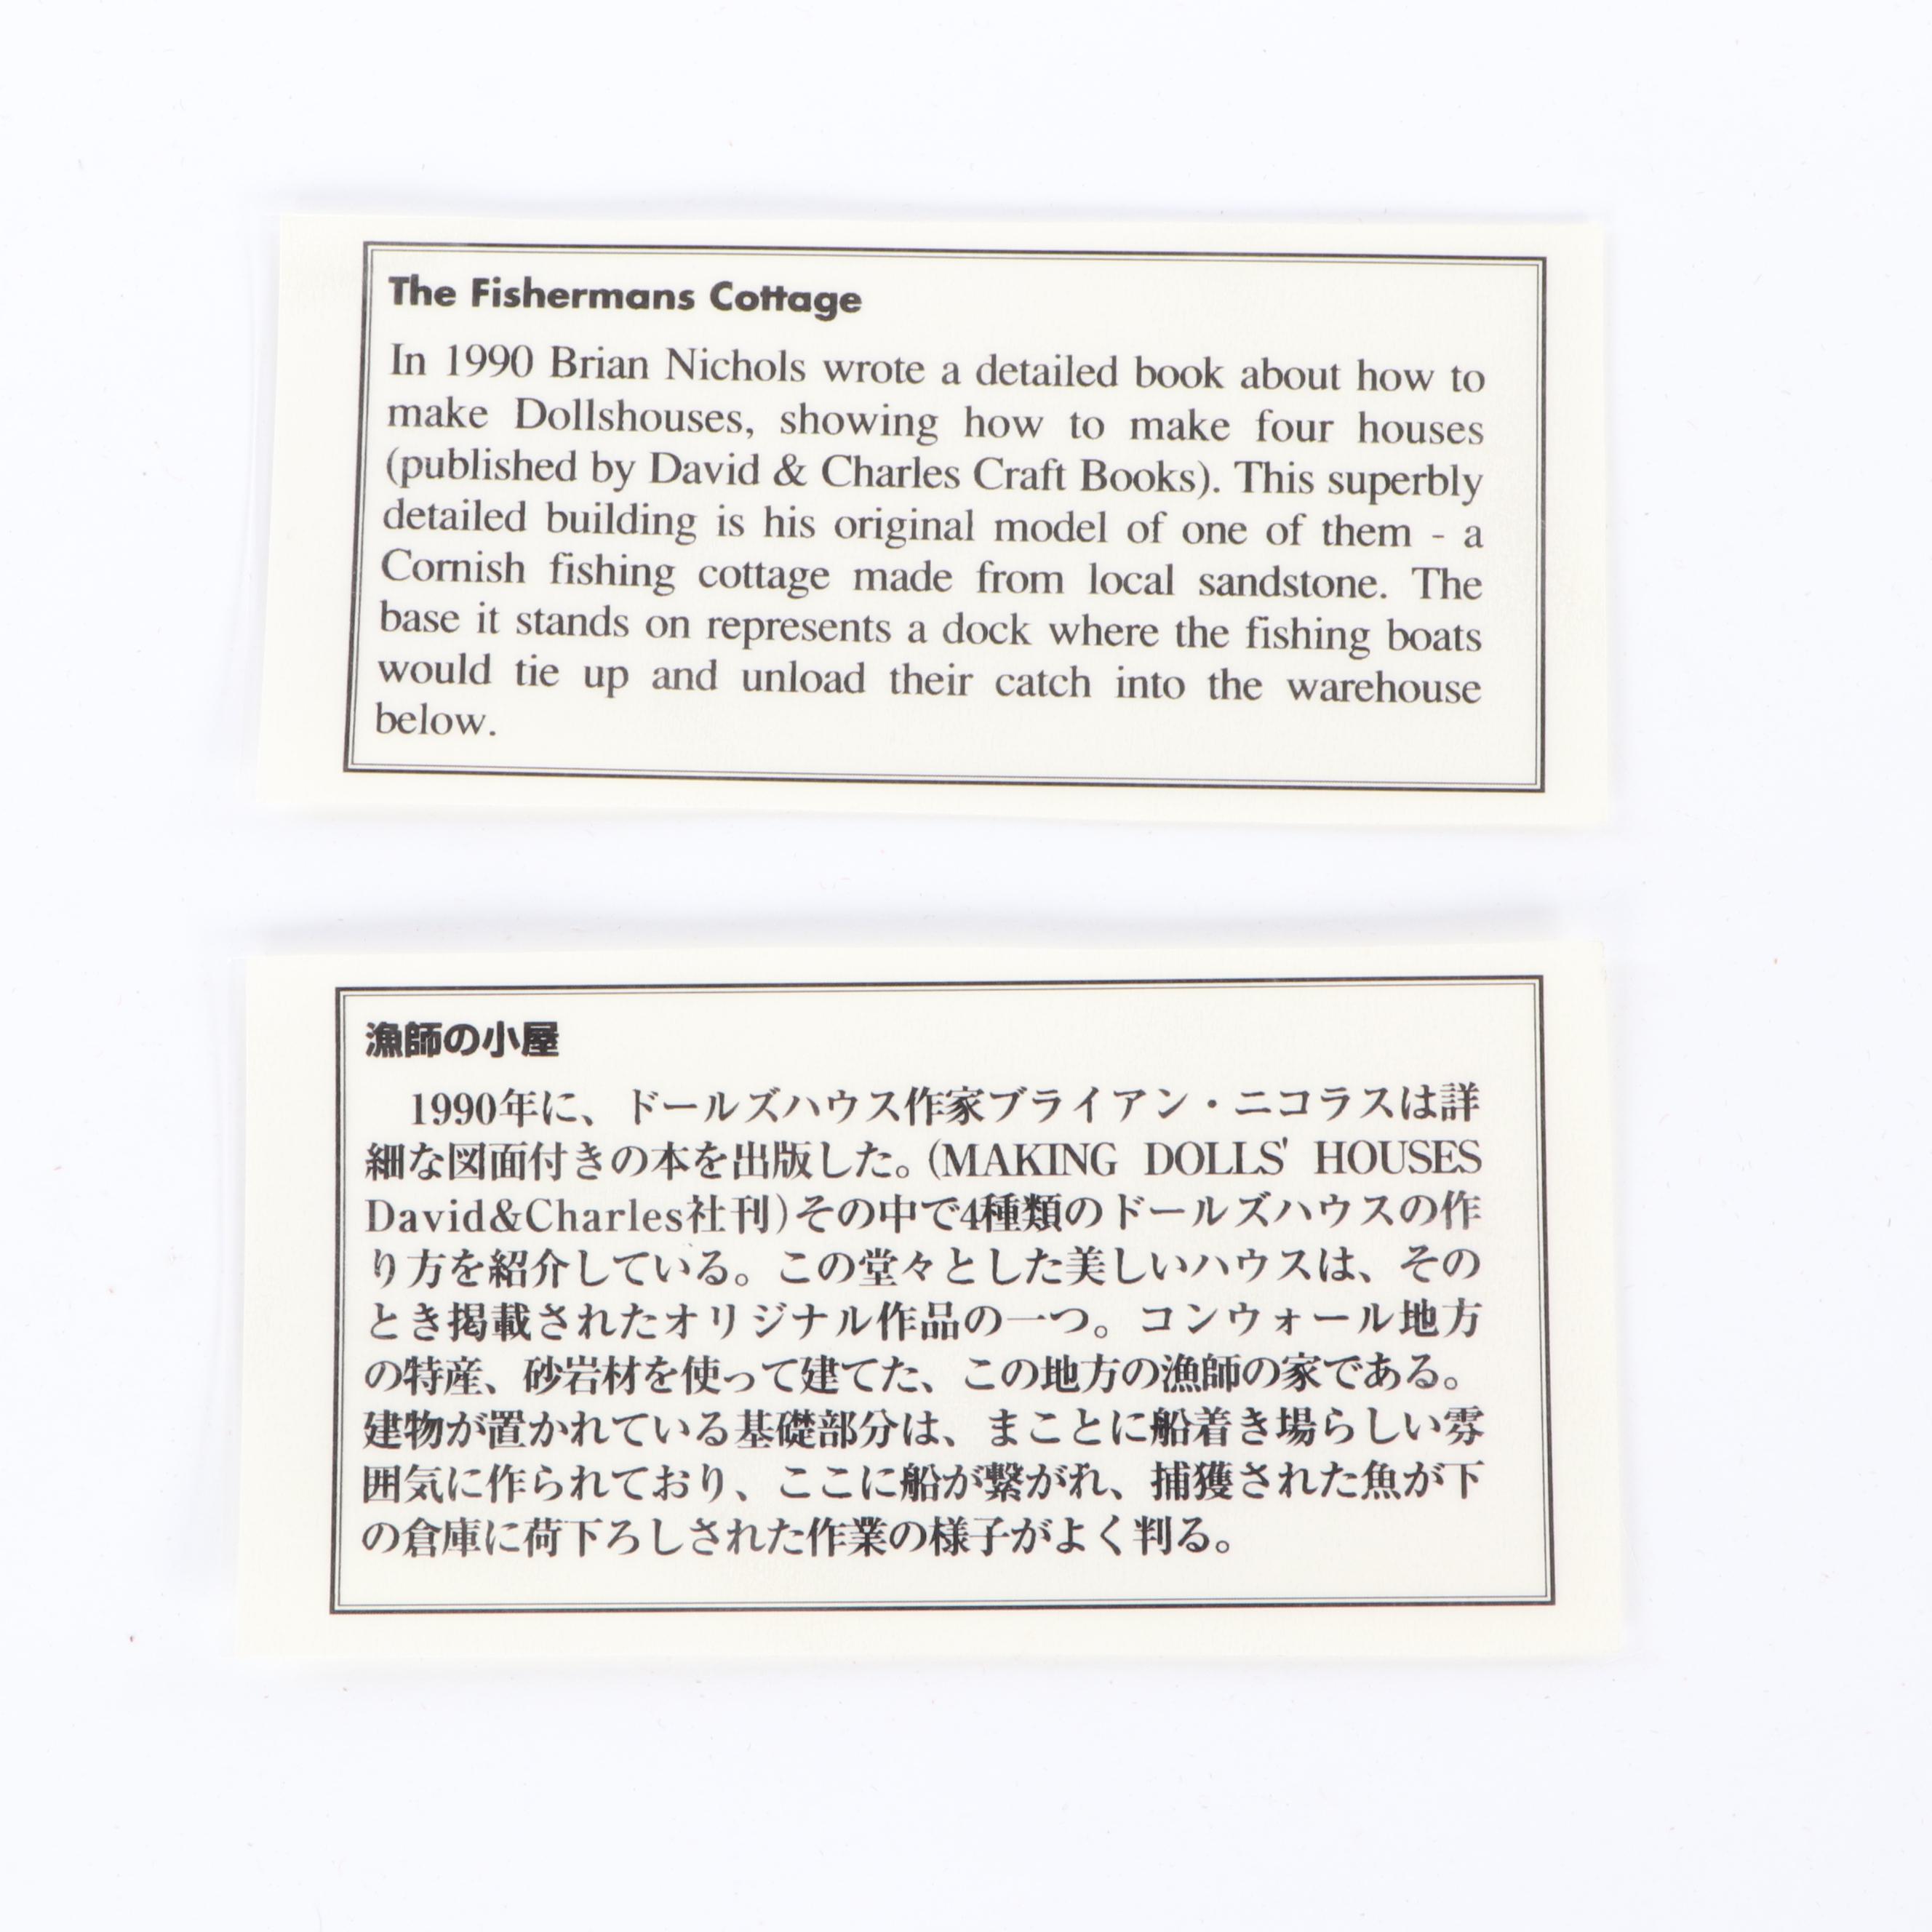 The Fishermans Cottage
In 1990 Brian Nichols wrote a detailed book about how to
make Dollshouses, showing how to make four houses
(published by David & Charles Craft Books). This superbly
detailed building is his original model of one of them - a
Cornish fishing cottage made from local sandstone. The
base it stands on represents a dock where the fishing boats
would tie up and unload their catch into the warehouse
below.
漁師の小屋
1990年に、ドールズハウス作家ブライアン・ニコラスは詳
細な図面付きの本を出版した。(MAKING DOLLS' HOUSES
David&Charles社刊)その中で4種類のドールズハウスの作
り方を紹介している。この堂々とした美しいハウスは、その
とき掲載されたオリジナル作品の一つ。コンウォール地方
の特産、砂岩材を使って建てた、この地方の漁師の家である。
建物が置かれている基礎部分は、まことに船着き場らしい雰
囲気に作られており、ここに船が繋がれ、捕獲された魚が下
の倉庫に荷下ろしされた作業の様子がよく判る。